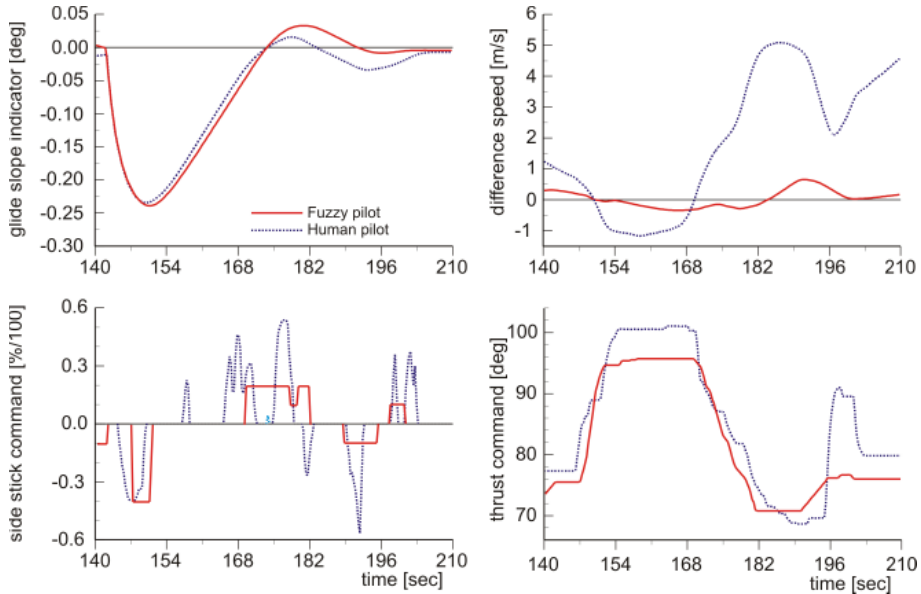 glide slope indicator [deg]
0.05
0.00
-0.05
-0.10
-0.15
-0.20
-0.25
-0.30
Fuzzy pilot
Human pilot
140 154 168 182 196 210
difference speed [m/s]
6
5
4
3
2
1
0
-1
140 154 168 182 196 210
side stick command [%/100]
0.6
0.3
0.0
-0.3
-0.6
140 154 168 182 196 210
time [sec]
thrust command [deg]
100
90
80
70
140 154 168 182 196 210
time [sec]